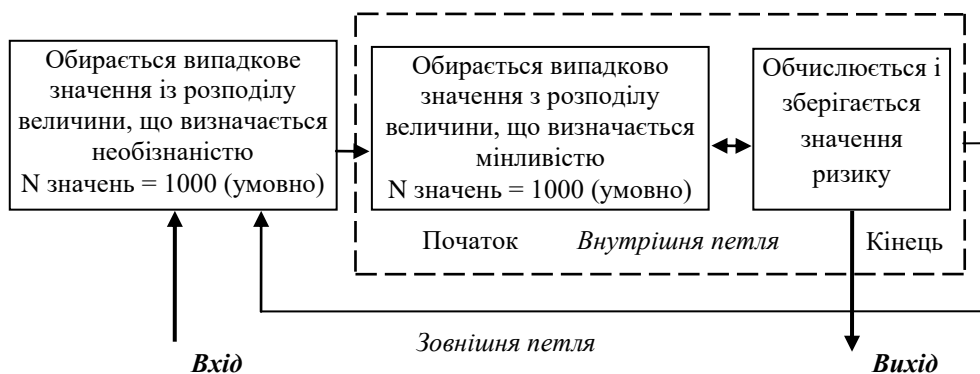 Обирається випадкове
значення із розподілу
величини, що визначається
необізнаністю
N значень = 1000 (умовно)
Обирається випадково
значення з розподілу
величини, що визначається
мінливістю
N значень = 1000 (умовно)
Обчислюється і
зберігається
значення
ризику
Початок
Внутрішня петля
Кінець
Зовнішня петля
Вхід
Вихід